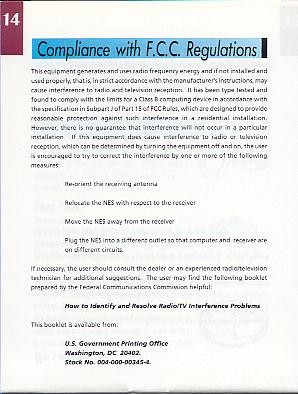 14
Compliance with F.C.C. Regulations
This equipment generates and uses radio frequency energy and if not installed and
used properly, that is, in strict accordance with the manufacturer's instructions, may
cause interference to radio and television reception. It has been type tested and
found to comply with the limits for a Class B computing device in accordance with
the specification in Subpart J of Part 15 of FCC Rules, which are designed to provide
reasonable protection against such interference in a residential installation.
However, there is no guarantee that interference will not occur in a particular
installation. If this equipment does cause interference to radio or television
reception, which can be determined by turning the equipment off and on, the user
is encouraged to try to correct the interference by one or more of the following
measures:
Re-orient the receiving antenna
Relocate the NES with respect to the receiver
Move the NES away from the receiver
Plug the NES into a different outlet so that computer and receiver are
on different circuits.
If necessary, the user should consult the dealer or an experienced radio/television
technician for additional suggestions. The user may find the following booklet
prepared by the Federal Communications Commission helpful:
How to Identify and Resolve Radio/TV Interference Problems
This booklet is available from:
U.S. Government Printing Office
Washington, DC 20402.
Stock No. 004-000-00345-4.